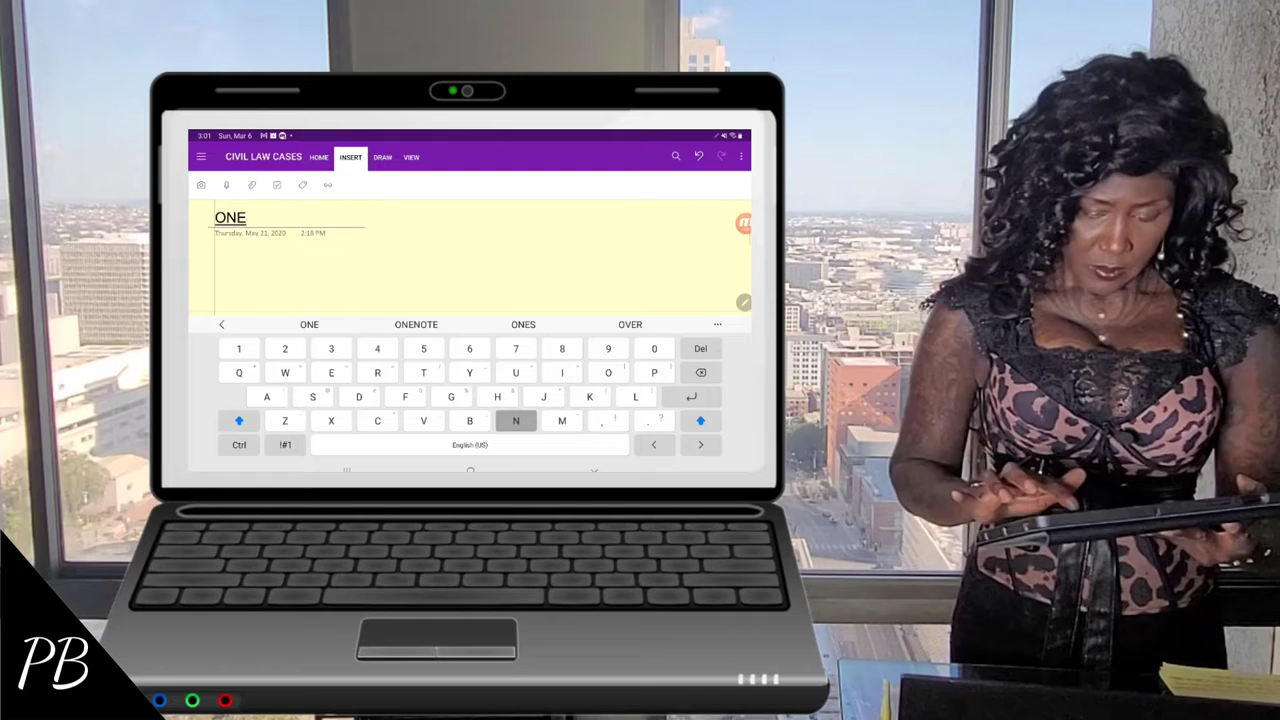 3:01 Sun, Mar 6
CIVIL LAW CASES HOME INSERT DRAW VIEW
ONE
Thursday, May 21, 2020 2:18 PM
ONE ONENOTE ONES OVER
1 2 3 4 5 6 7 8 9 0 Del
Q W E R T Y U I O P
A S D F G H J K L
Z X C V B N M , ! . ?
Ctrl !#1 English (US) < >
PB